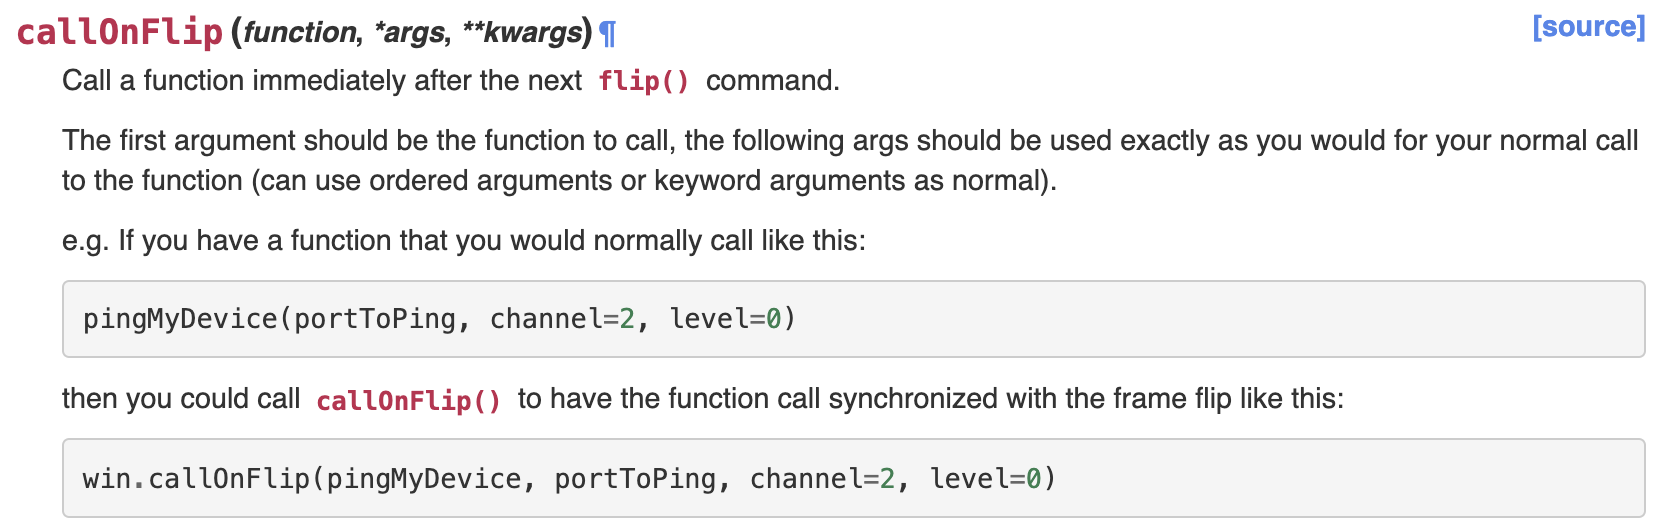 callOnFlip(function, *args, **kwargs)¶ [source]
Call a function immediately after the next flip() command.
The first argument should be the function to call, the following args should be used exactly as you would for your normal call
to the function (can use ordered arguments or keyword arguments as normal).
e.g. If you have a function that you would normally call like this:
pingMyDevice(portToPing, channel=2, level=0)
then you could call callOnFlip() to have the function call synchronized with the frame flip like this:
win.callOnFlip(pingMyDevice, portToPing, channel=2, level=0)